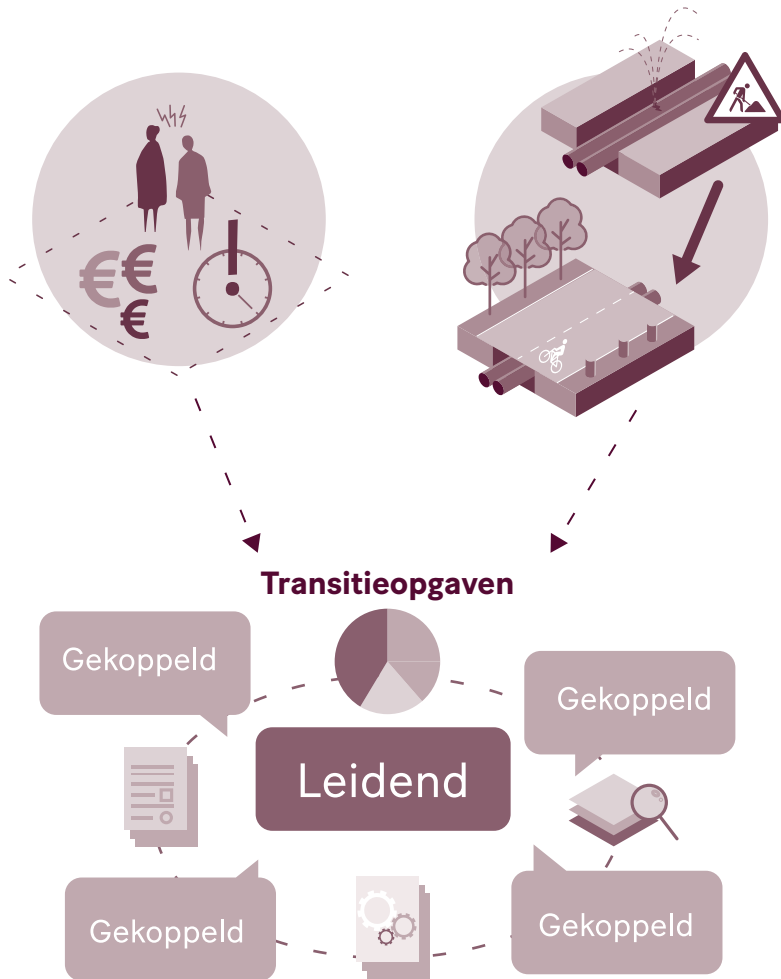 € €
€
Transitieopgaven
Gekoppeld
Gekoppeld
Leidend
Gekoppeld
Gekoppeld